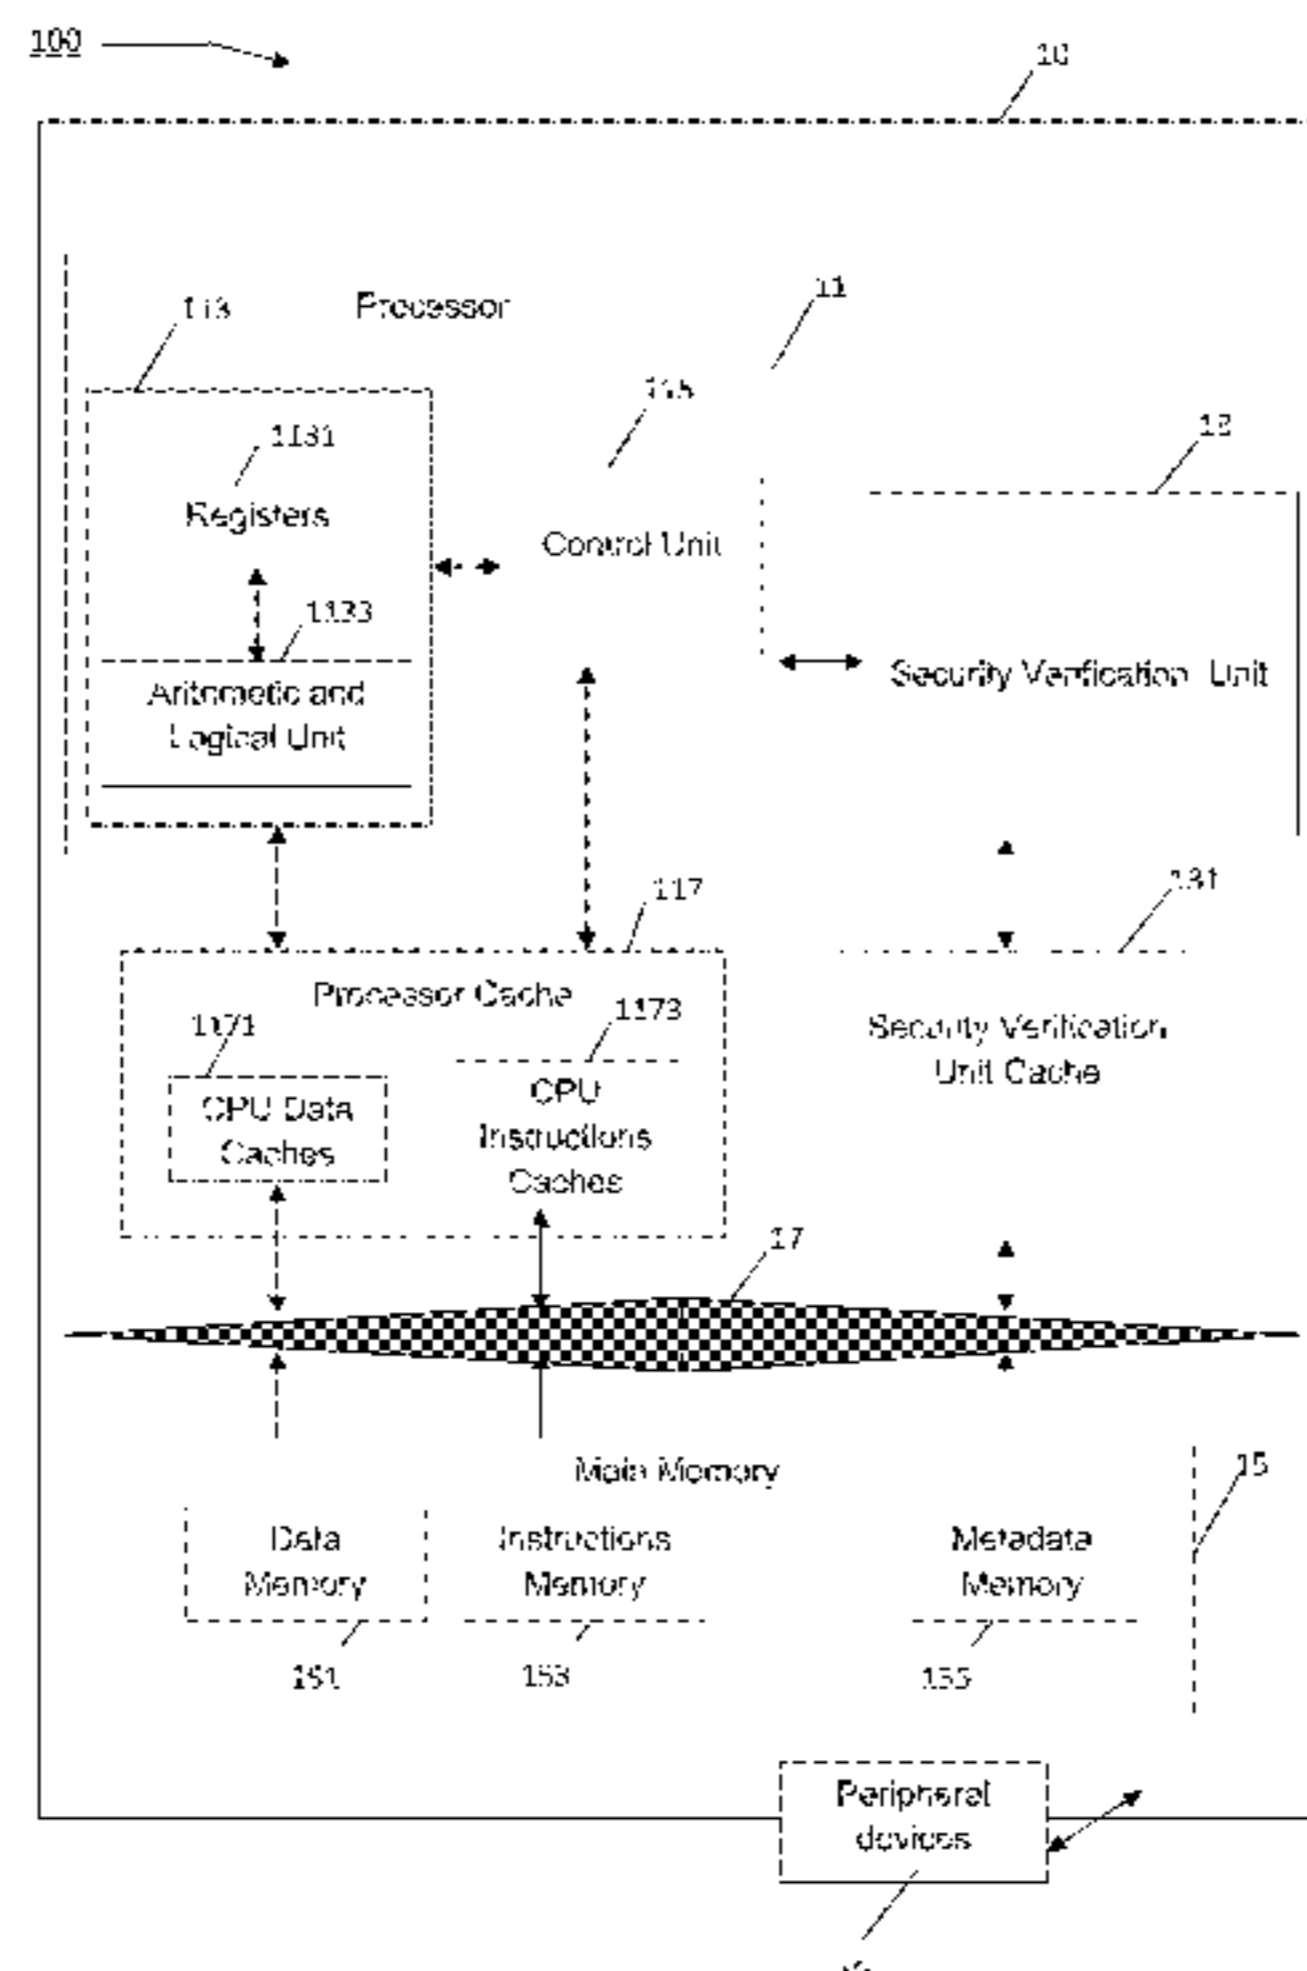 100
10
Processor
11
113
115
1131
Registers
13
Control Unit
1133
Security Verification Unit
Aritmetic and
Logical Unit
117
131
Processor Cache
1171
1173
Security Verification
Unit Cache
CPU Data
Caches
CPU
Instructions
Caches
17
Main Memory
15
Data
Memory
Instructions
Memory
Metadata
Memory
151
153
155
Peripheral
devices